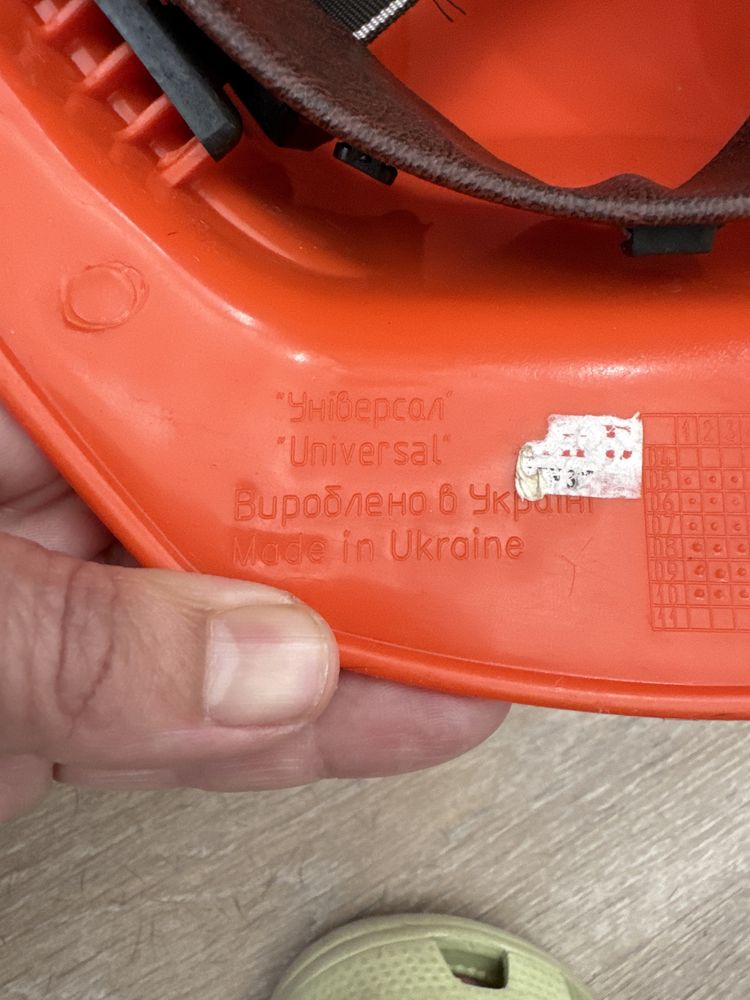 "Універсал"
"Universal"
Вироблено в Україні
Made in Ukraine
1 2 3
04
05
06
07
08
09
10
11